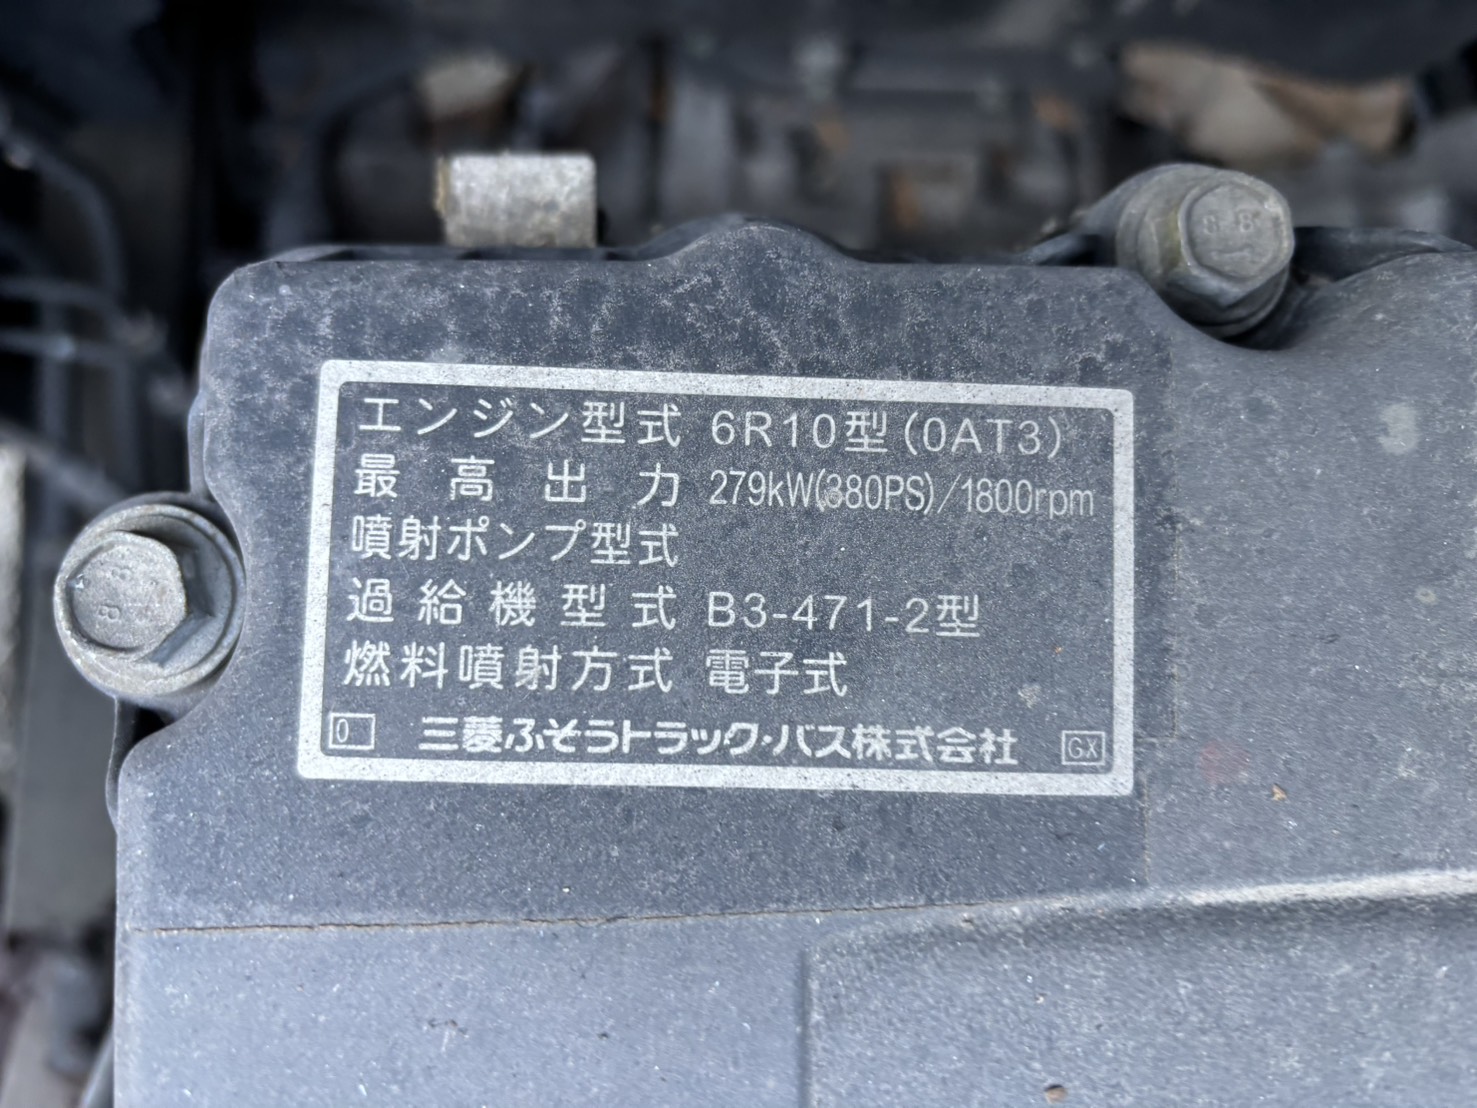 エンジン型式 6R10型(0AT3)
最高出力 279kW(380PS)/1800rpm
噴射ポンプ型式
過給機型式 B3-471-2型
燃料噴射方式 電子式
0 三菱ふそうトラック・バス株式会社 GX